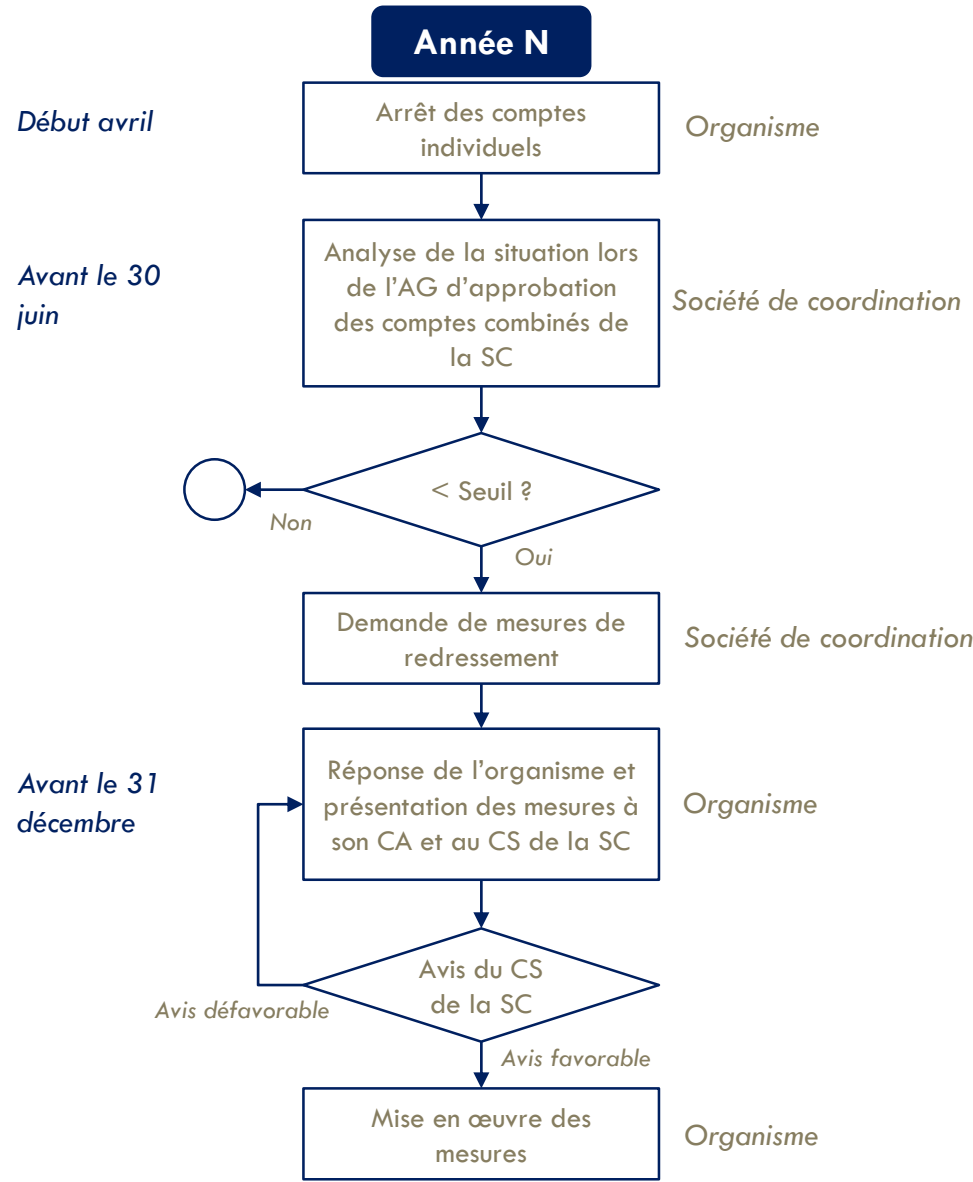 Année N
Début avril
Arrêt des comptes
individuels
Organisme
Avant le 30
juin
Analyse de la situation lors
de l'AG d'approbation
des comptes combinés de
la SC
Société de coordination
< Seuil ?
Non
Oui
Demande de mesures de
redressement
Société de coordination
Avant le 31
décembre
Réponse de l'organisme et
présentation des mesures à
son CA et au CS de la SC
Organisme
Avis du CS
de la SC
Avis défavorable
Avis favorable
Mise en œuvre des
mesures
Organisme